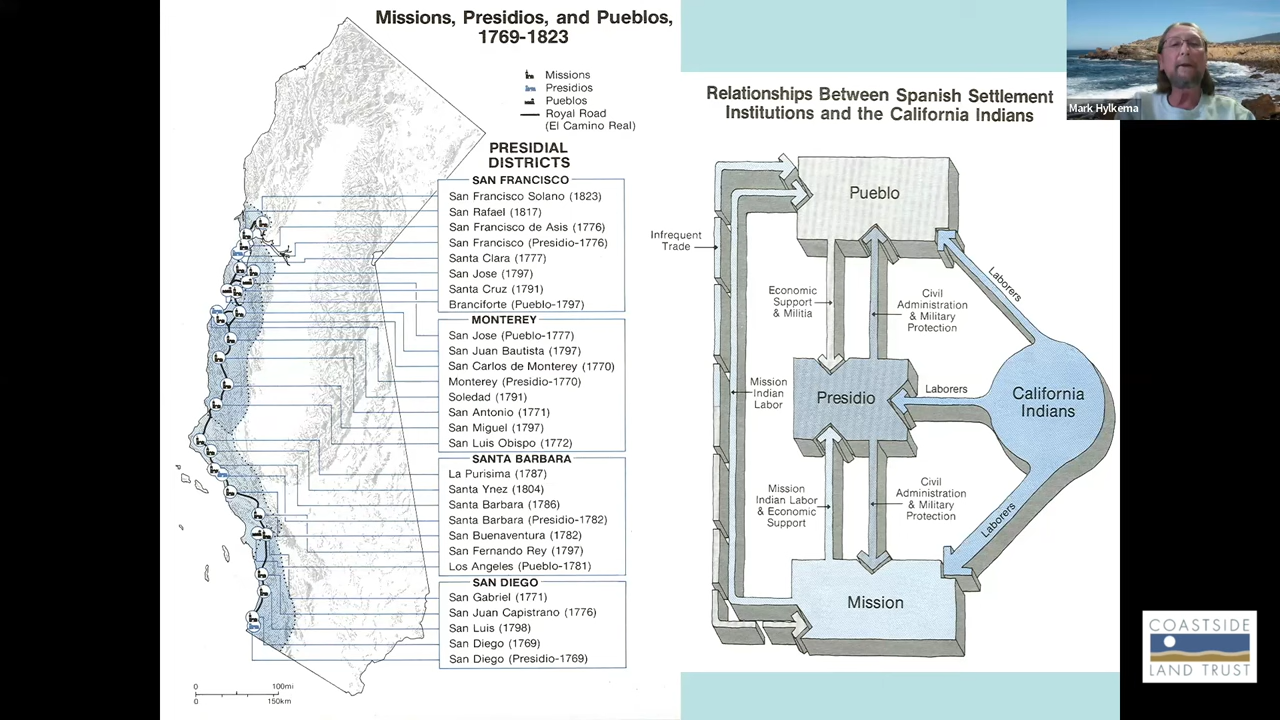 Missions, Presidios, and Pueblos,
1769-1823
Missions
Presidios
Pueblos
Royal Road
(El Camino Real)
PRESIDIAL
DISTRICTS
SAN FRANCISCO
San Francisco Solano (1823)
San Rafael (1817)
San Francisco de Asis (1776)
San Francisco (Presidio-1776)
Santa Clara (1777)
San Jose (1797)
Santa Cruz (1791)
Branciforte (Pueblo-1797)
MONTEREY
San Jose (Pueblo-1777)
San Juan Bautista (1797)
San Carlos de Monterey (1770)
Monterey (Presidio-1770)
Soledad (1791)
San Antonio (1771)
San Miguel (1797)
San Luis Obispo (1772)
SANTA BARBARA
La Purisima (1787)
Santa Ynez (1804)
Santa Barbara (1786)
Santa Barbara (Presidio-1782)
San Buenaventura (1782)
San Fernando Rey (1797)
Los Angeles (Pueblo-1781)
SAN DIEGO
San Gabriel (1771)
San Juan Capistrano (1776)
San Luis (1798)
San Diego (1769)
San Diego (Presidio-1769)
0 100mi
0 150km
Relationships Between Spanish Settlement
Institutions and the California Indians
Pueblo
Infrequent
Trade
Laborers
Economic
Support
& Militia
Civil
Administration
& Military
Protection
Mission
Indian
Labor
Presidio
Laborers
California
Indians
Mission
Indian Labor
& Economic
Support
Civil
Administration
& Military
Protection
Laborers
Mission
Mark Hylkema
COASTSIDE
LAND TRUST